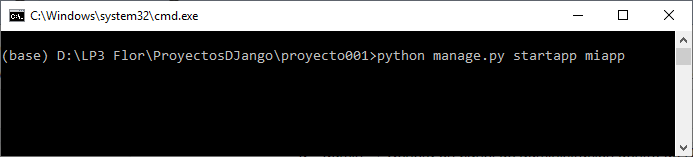 C:\Windows\system32\cmd.exe
(base) D:\LP3 Flor\ProyectosDJango\proyecto001>python manage.py startapp miapp